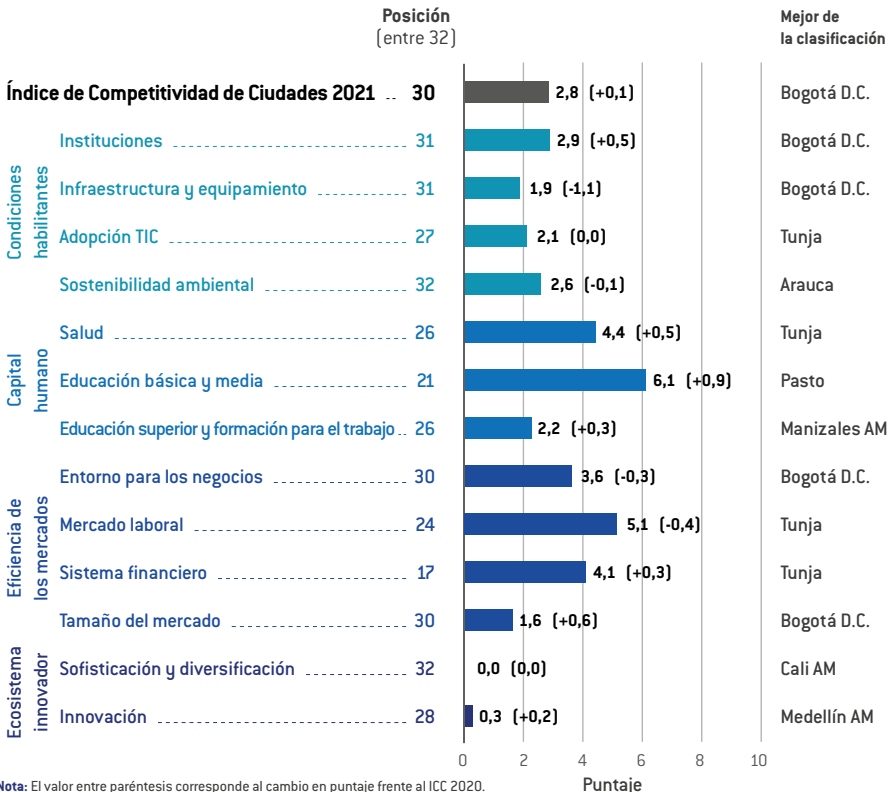 Posición
(entre 32)
Mejor de
la clasificación
Índice de Competitividad de Ciudades 2021 30 2,8 (+0,1) Bogotá D.C.
Condiciones
habilitantes
Instituciones 31 2,9 (+0,5) Bogotá D.C.
Infraestructura y equipamiento 31 1,9 (-1,1) Bogotá D.C.
Adopción TIC 27 2,1 (0,0) Tunja
Sostenibilidad ambiental 32 2,6 (-0,1) Arauca
Capital
humano
Salud 26 4,4 (+0,5) Tunja
Educación básica y media 21 6,1 (+0,9) Pasto
Educación superior y formación para el trabajo 26 2,2 (+0,3) Manizales AM
Eficiencia de
los mercados
Entorno para los negocios 30 3,6 (-0,3) Bogotá D.C.
Mercado laboral 24 5,1 (-0,4) Tunja
Sistema financiero 17 4,1 (+0,3) Tunja
Tamaño del mercado 30 1,6 (+0,6) Bogotá D.C.
Ecosistema
innovador
Sofisticación y diversificación 32 0,0 (0,0) Cali AM
Innovación 28 0,3 (+0,2) Medellín AM
0 2 4 6 8 10
Puntaje
Nota: El valor entre paréntesis corresponde al cambio en puntaje frente al ICC 2020.